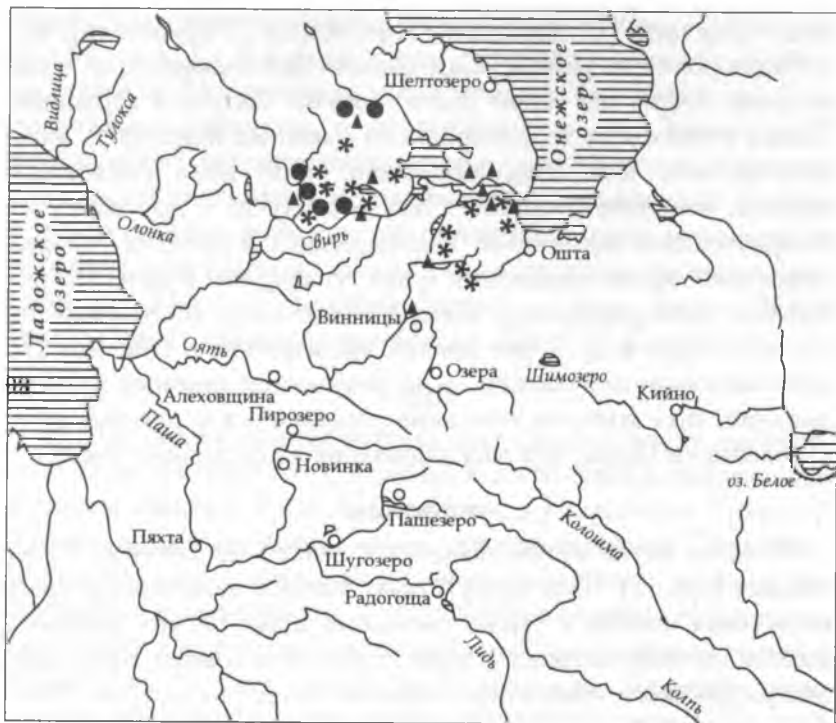 Шелтозеро
Онежское
озеро
Видлица
Тулокса
Олонка
Ладожское
озеро
Свирь
Ошта
Винницы
Оять
Озера
Шимозеро
Алеховщина
Кийно
Пирозеро
Паша
Новинка
оз. Белое
Пашезеро
Колошма
Пяхта
Шугозеро
Радогоща
Лидь
Колпь